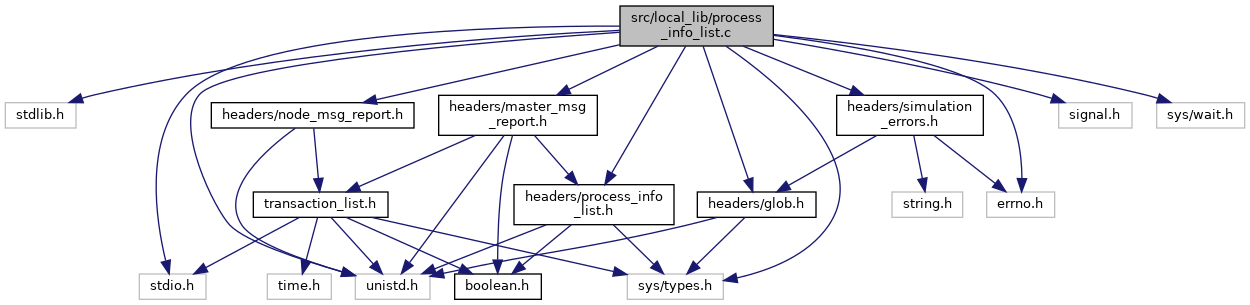 src/local_lib/process
_info_list.c
stdlib.h
headers/node_msg_report.h
headers/master_msg
_report.h
headers/simulation
_errors.h
signal.h
sys/wait.h
transaction_list.h
headers/process_info
_list.h
headers/glob.h
string.h
errno.h
stdio.h
time.h
unistd.h
boolean.h
sys/types.h